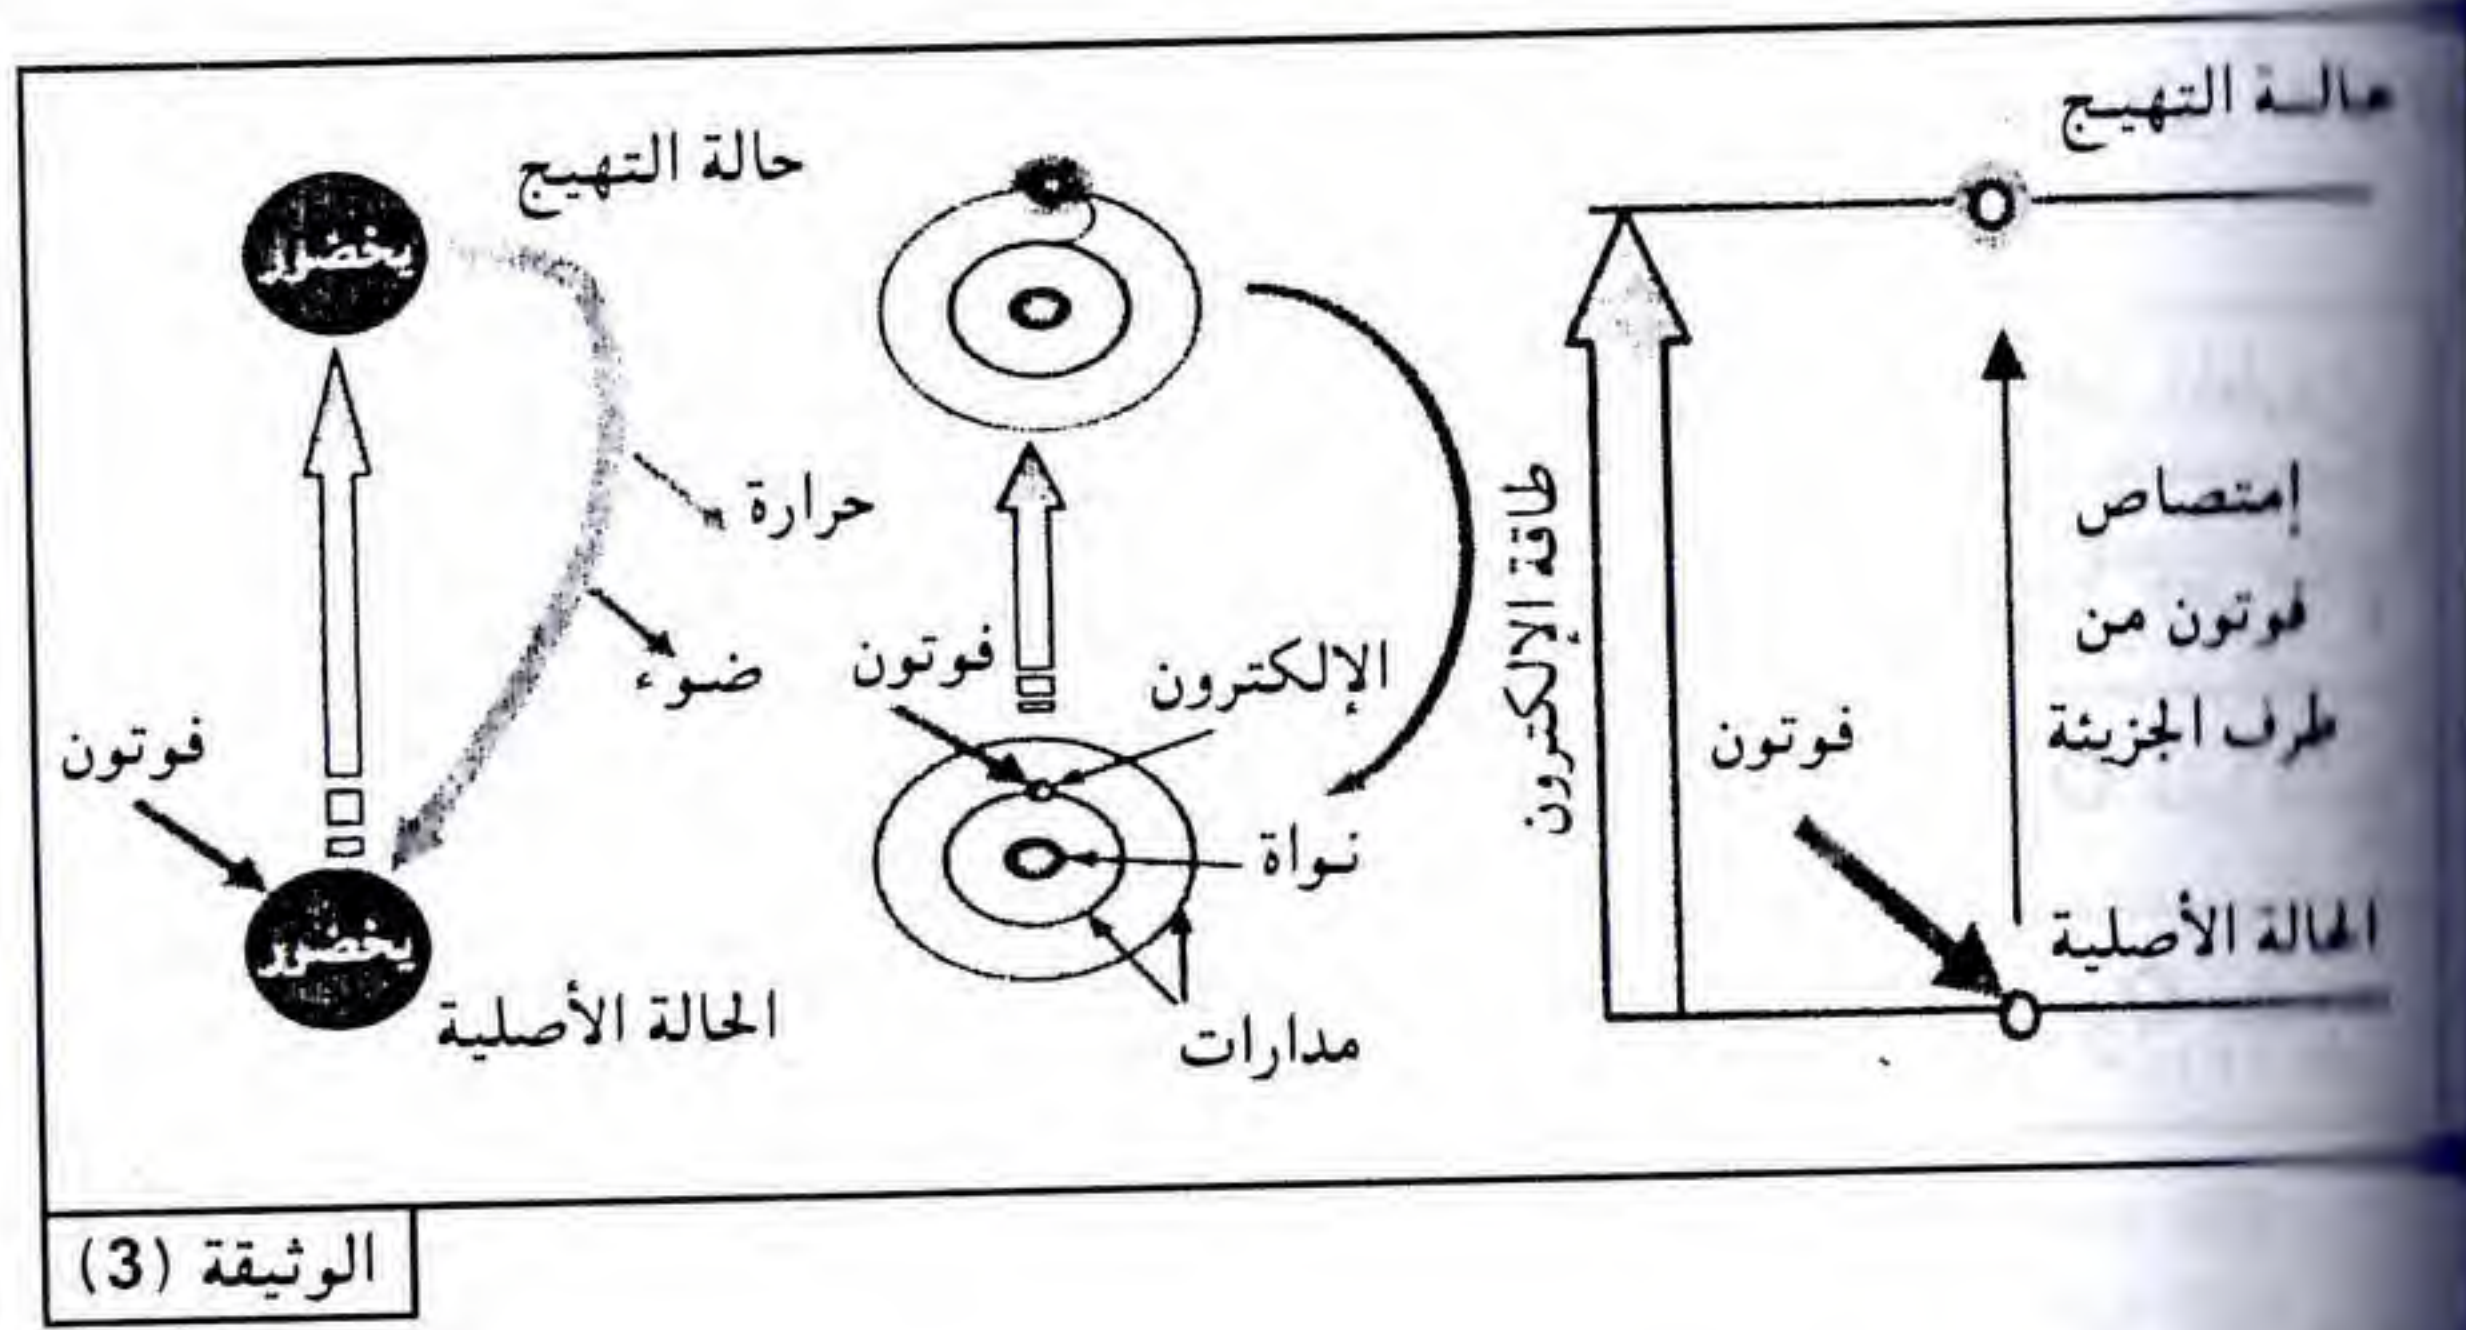 حالة التهيج
إمتصاص
فوتون من
طرف الجزيئة
فوتون
الحالة الأصلية
طاقة الإلكترون
حالة التهيج
يخضور
حرارة
ضوء
فوتون
الإلكترون
نواة
مدارات
فوتون
يخضور
الحالة الأصلية
الوثيقة (3)